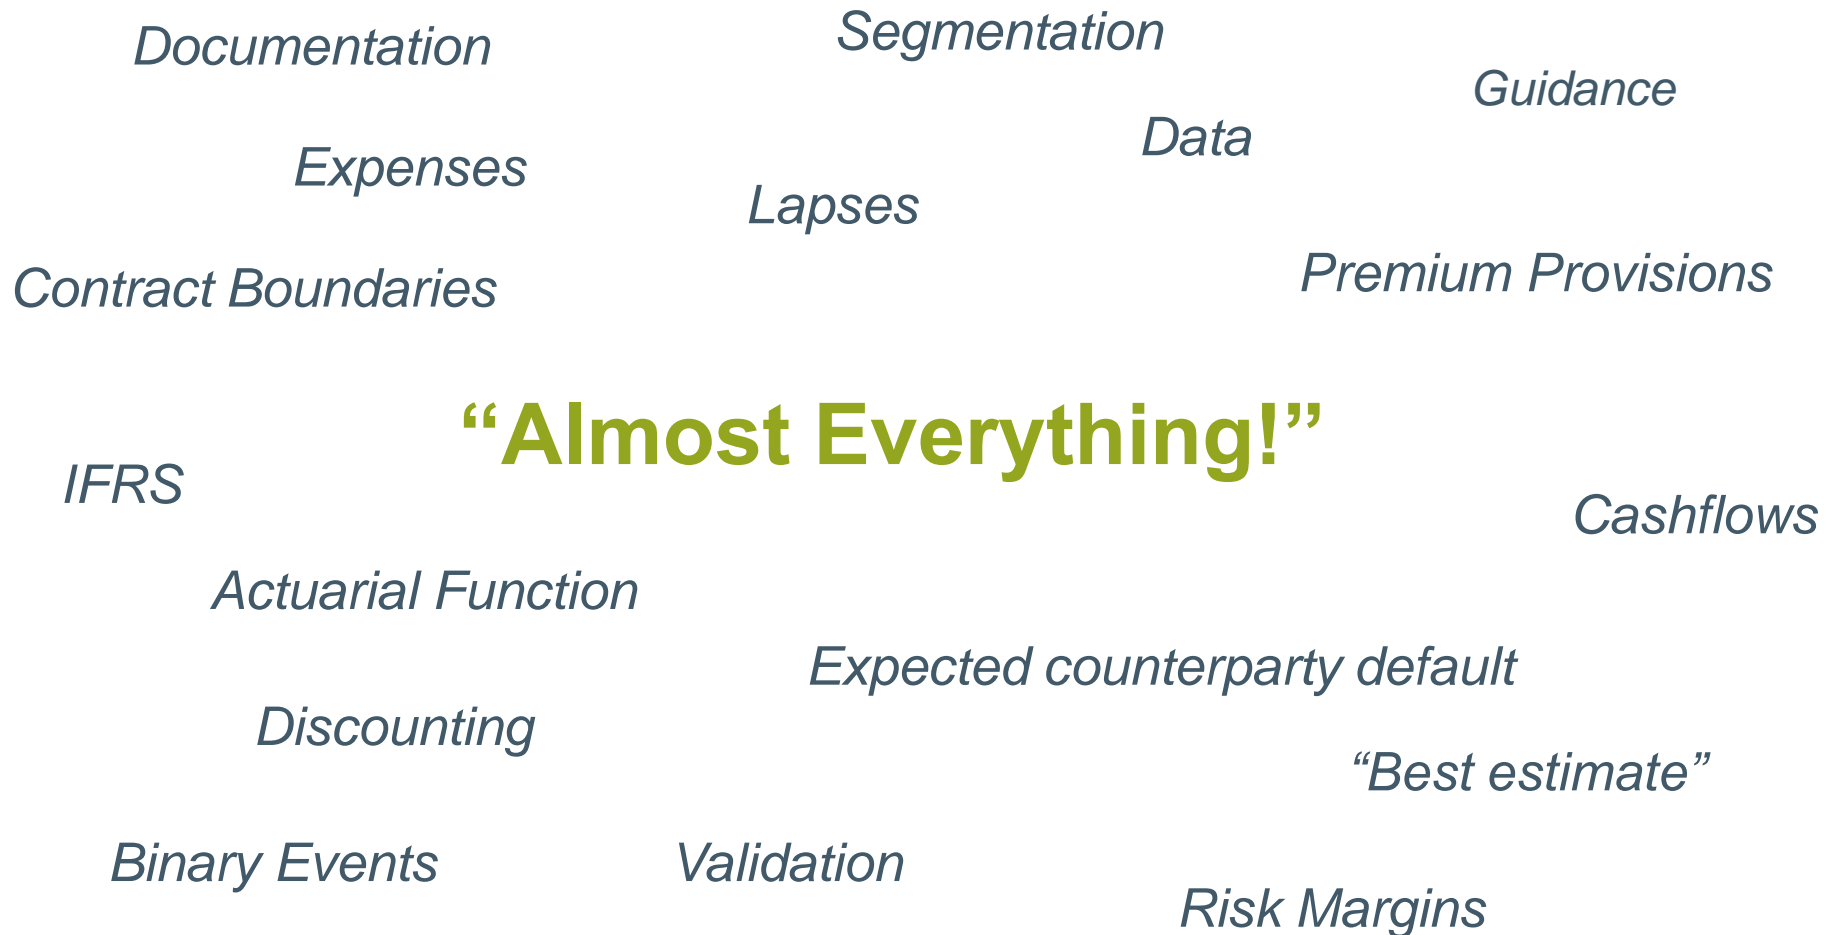 Documentation
Segmentation
Guidance
Data
Expenses
Lapses
Contract Boundaries
Premium Provisions
“Almost Everything!”
IFRS
Cashflows
Actuarial Function
Expected counterparty default
Discounting
“Best estimate”
Binary Events
Validation
Risk Margins